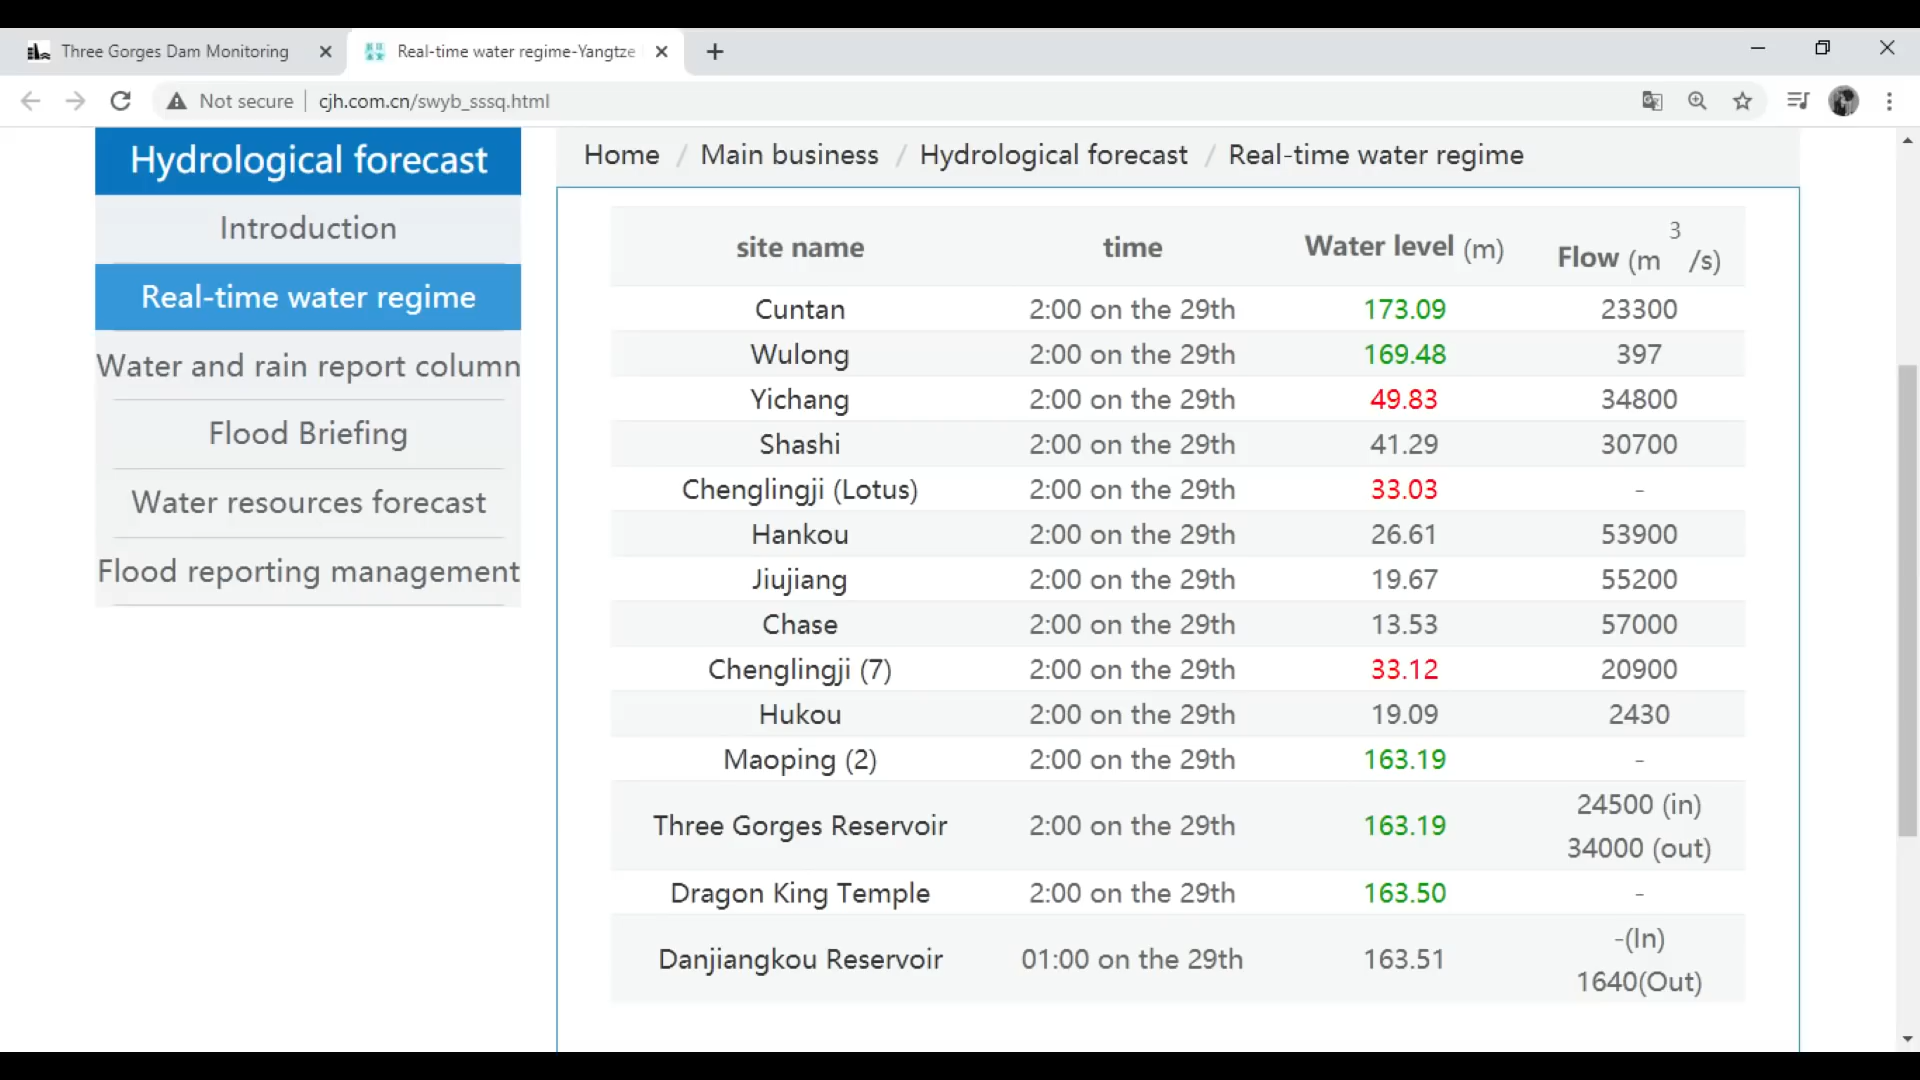 Three Gorges Dam Monitoring
Real-time water regime-Yangtze
Not secure
cjh.com.cn/swyb_sssq.html
Hydrological forecast
Introduction
Real-time water regime
Water and rain report column
Flood Briefing
Water resources forecast
Flood reporting management
Home / Main business / Hydrological forecast / Real-time water regime
site name time Water level (m) Flow (m3/s)
Cuntan 2:00 on the 29th 173.09 23300
Wulong 2:00 on the 29th 169.48 397
Yichang 2:00 on the 29th 49.83 34800
Shashi 2:00 on the 29th 41.29 30700
Chenglingji (Lotus) 2:00 on the 29th 33.03 -
Hankou 2:00 on the 29th 26.61 53900
Jiujiang 2:00 on the 29th 19.67 55200
Chase 2:00 on the 29th 13.53 57000
Chenglingji (7) 2:00 on the 29th 33.12 20900
Hukou 2:00 on the 29th 19.09 2430
Maoping (2) 2:00 on the 29th 163.19 -
Three Gorges Reservoir 2:00 on the 29th 163.19 24500 (in)
34000 (out)
Dragon King Temple 2:00 on the 29th 163.50 -
Danjiangkou Reservoir 01:00 on the 29th 163.51 -(In)
1640(Out)